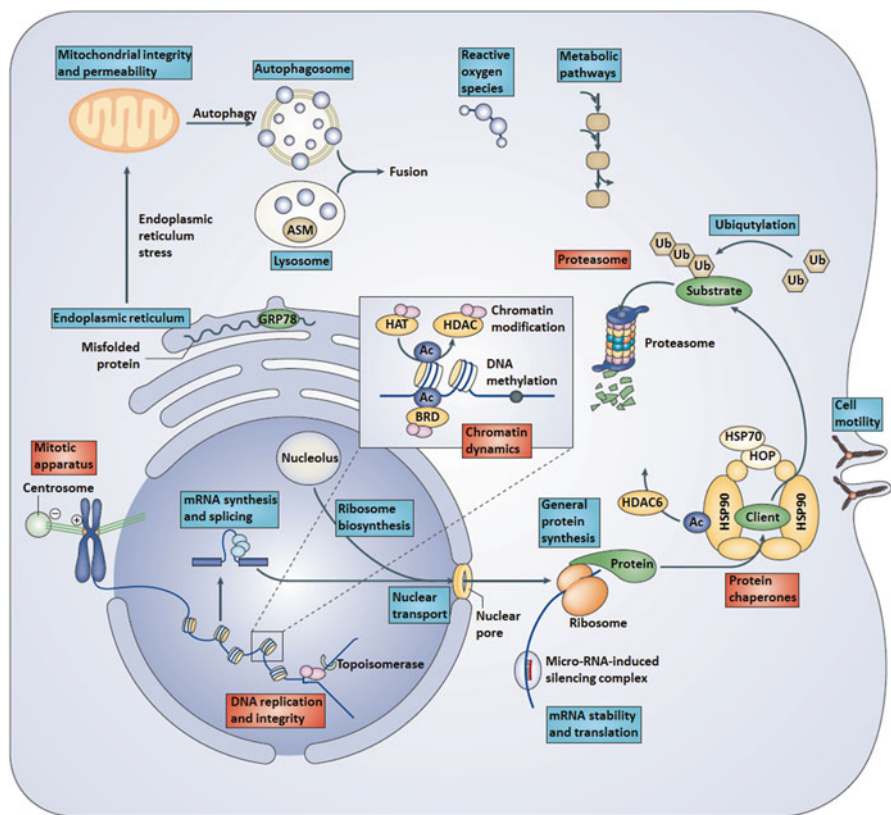 Mitochondrial integrity
and permeability
Autophagosome
Reactive
oxygen
species
Metabolic
pathways
Autophagy
Fusion
ASM
Lysosome
Endoplasmic
reticulum
stress
Ubiqutylation
Ub
Ub
Ub
Ub
Ub
Substrate
Proteasome
Proteasome
Endoplasmic reticulum
GRP78
Misfolded
protein
HAT
HDAC
Chromatin
modification
Ac
DNA
methylation
Ac
BRD
Chromatin
dynamics
Cell
motility
Mitotic
apparatus
Centrosome
−
+
Nucleolus
mRNA synthesis
and splicing
Ribosome
biosynthesis
Nuclear
transport
Nuclear
pore
Topoisomerase
DNA replication
and integrity
General
protein
synthesis
Protein
Ribosome
Micro-RNA-induced
silencing complex
mRNA stability
and translation
HSP70
HOP
HDAC6
Ac
HSP90
Client
HSP90
Protein
chaperones